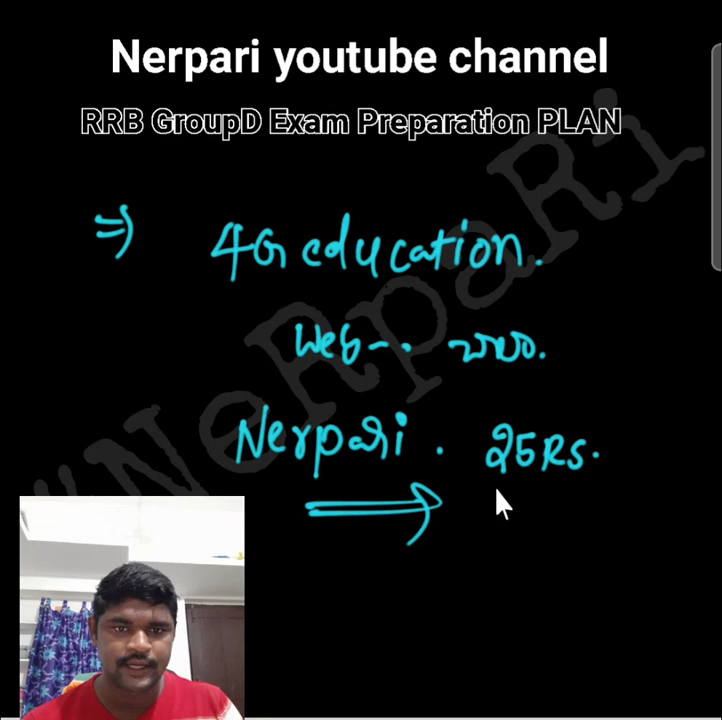 Nerpari youtube channel
RRB GroupD Exam Preparation PLAN
⇒ 4G education.
Web--.
Nerpari. 25RS.
"NeRpaRi